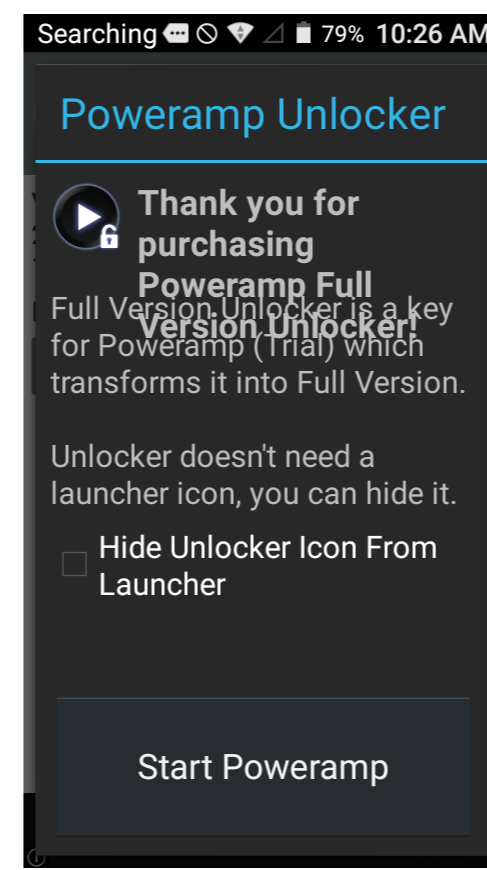 Searching 79% 10:26 AM
Poweramp Unlocker
Thank you for
purchasing
Poweramp Full
Version Unlocker!
Full Version Unlocker is a key
for Poweramp (Trial) which
transforms it into Full Version.
Unlocker doesn't need a
launcher icon, you can hide it.
Hide Unlocker Icon From
Launcher
Start Poweramp